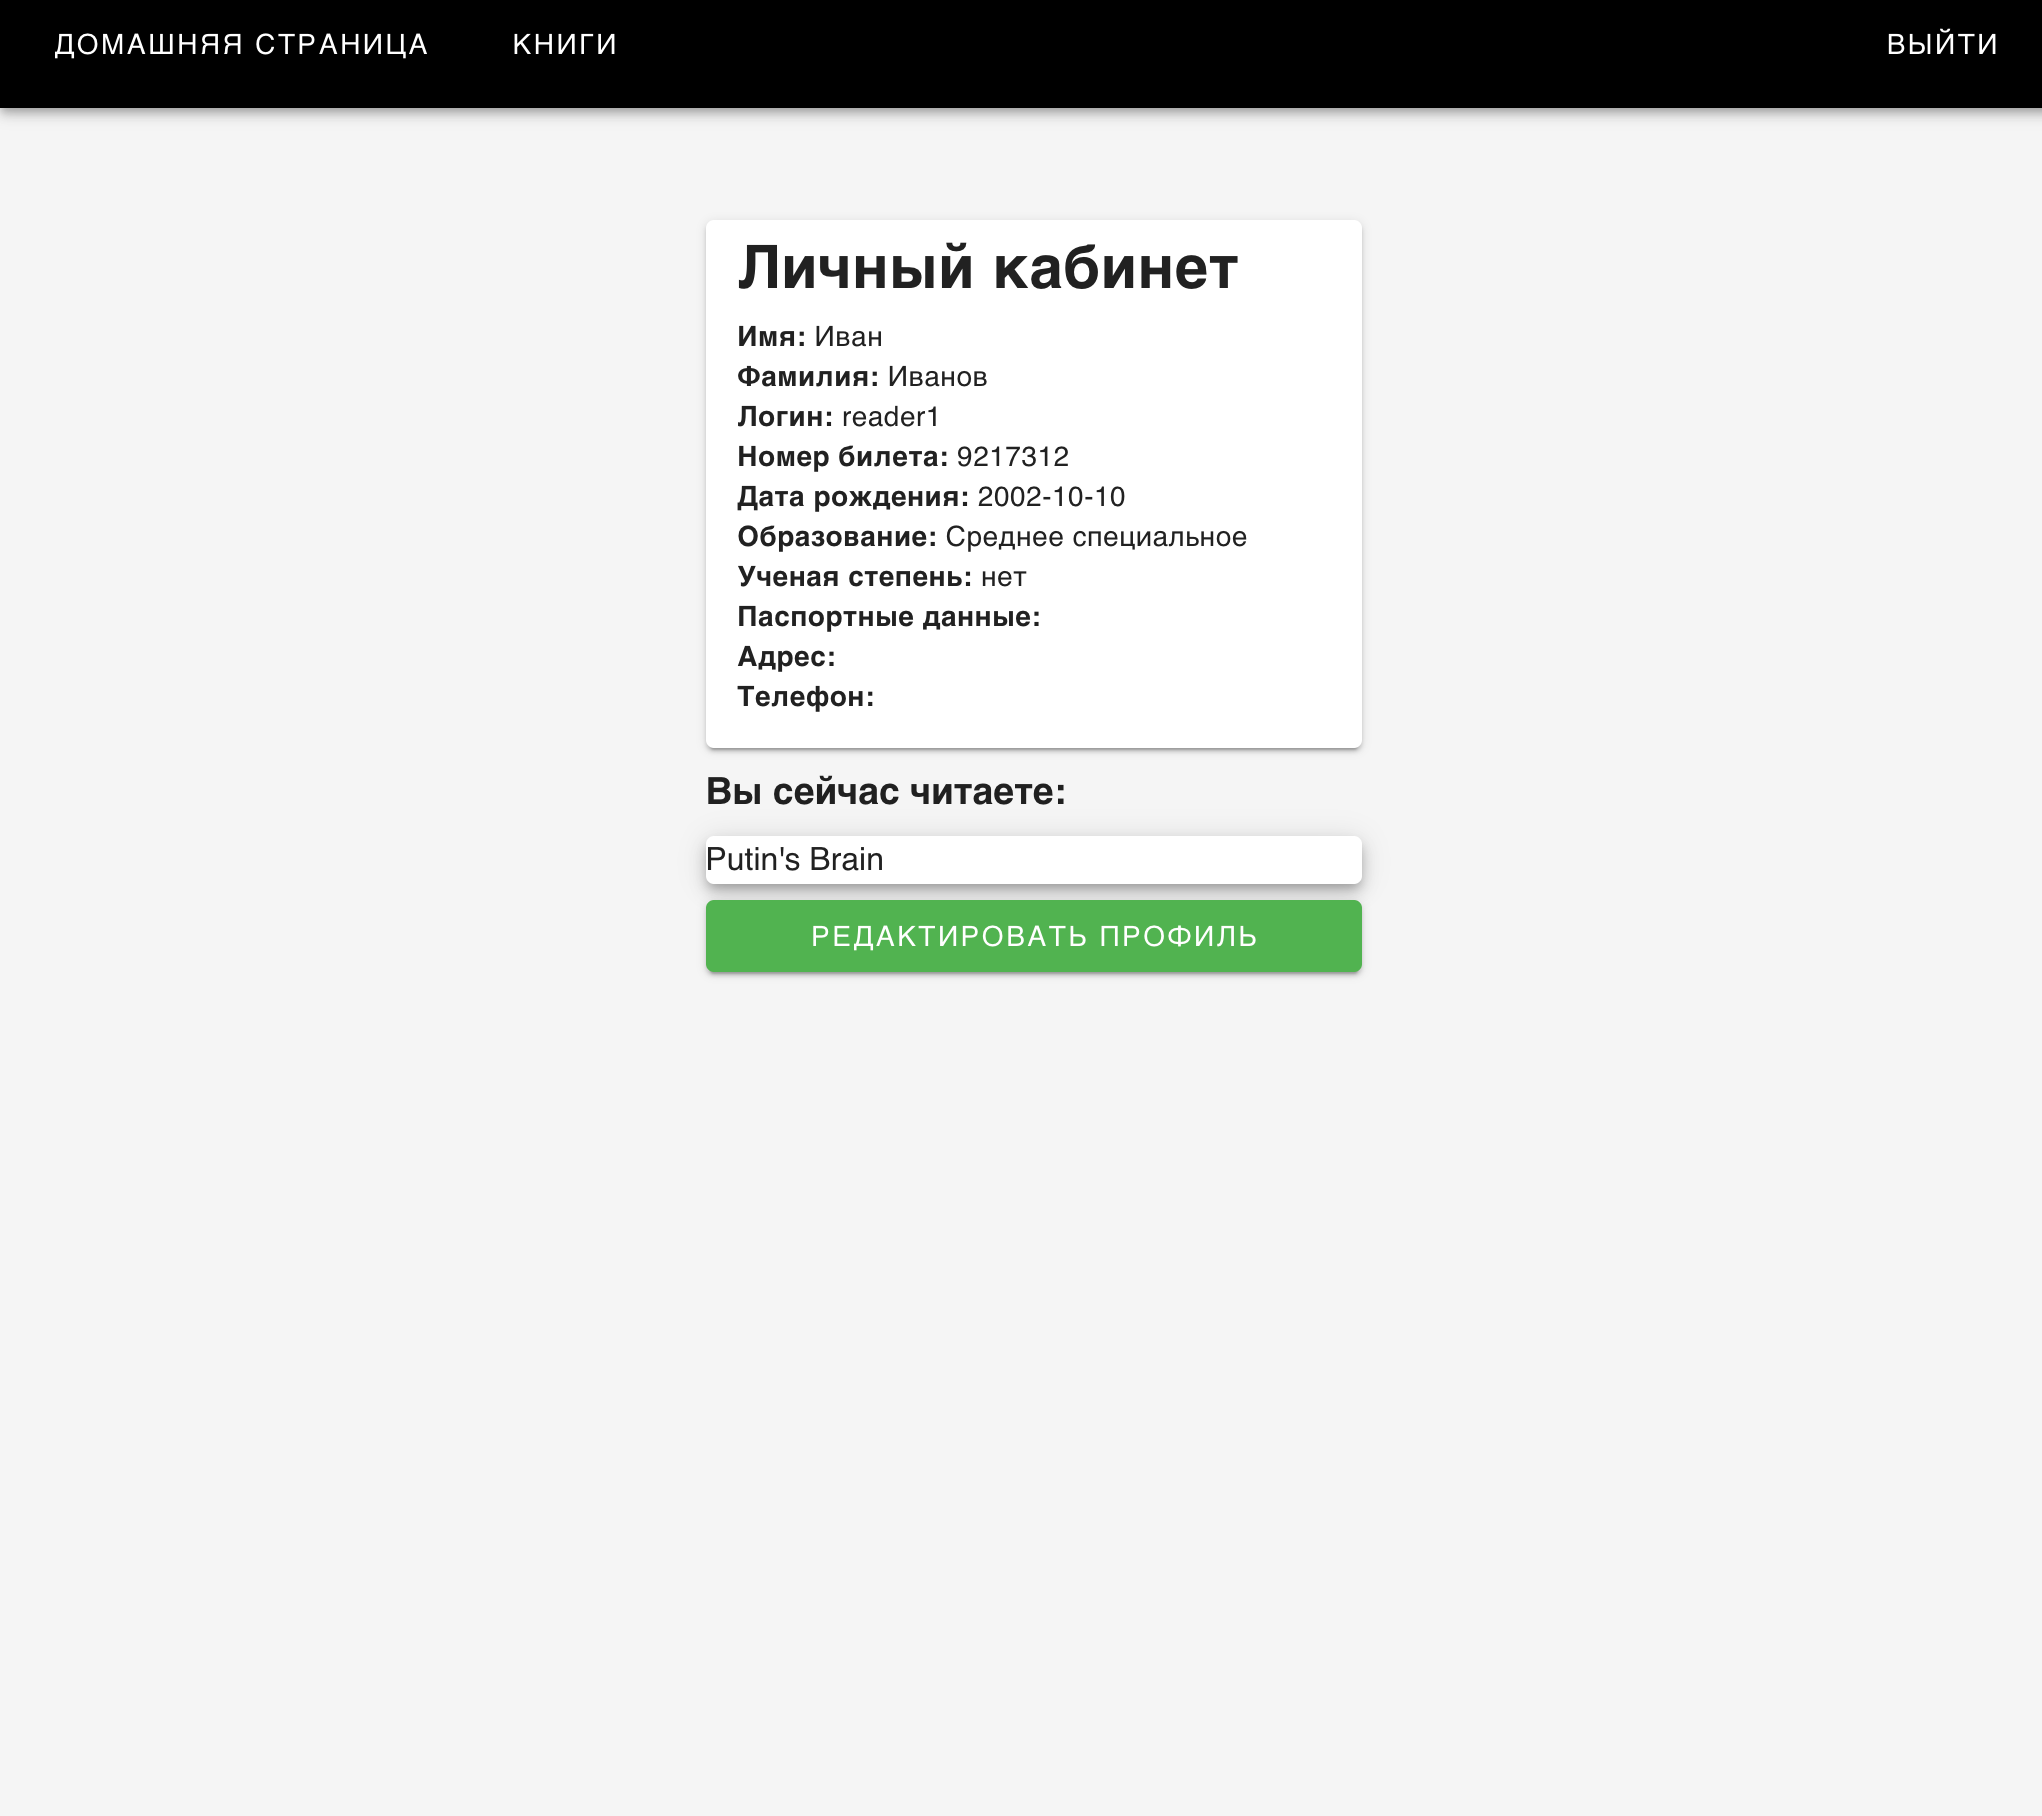 ДОМАШНЯЯ СТРАНИЦА КНИГИ ВЫЙТИ
Личный кабинет
Имя: Иван
Фамилия: Иванов
Логин: reader1
Номер билета: 9217312
Дата рождения: 2002-10-10
Образование: Среднее специальное
Ученая степень: нет
Паспортные данные:
Адрес:
Телефон:
Вы сейчас читаете:
Putin's Brain
РЕДАКТИРОВАТЬ ПРОФИЛЬ